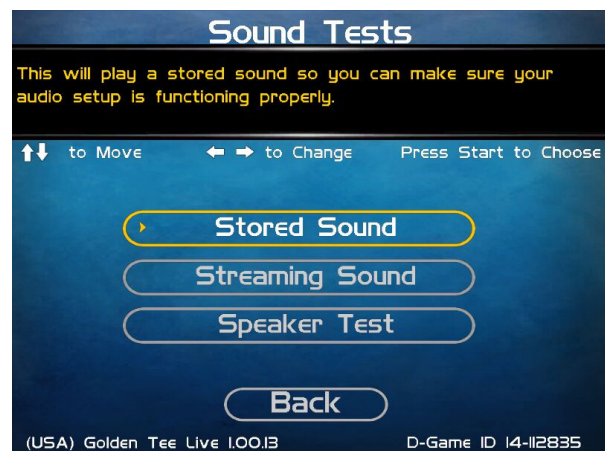 Sound Tests
This will play a stored sound so you can make sure your
audio setup is functioning properly.
to Move to Change Press Start to Choose
Stored Sound
Streaming Sound
Speaker Test
Back
(USA) Golden Tee Live 1.00.13 D-Game ID 14-112835